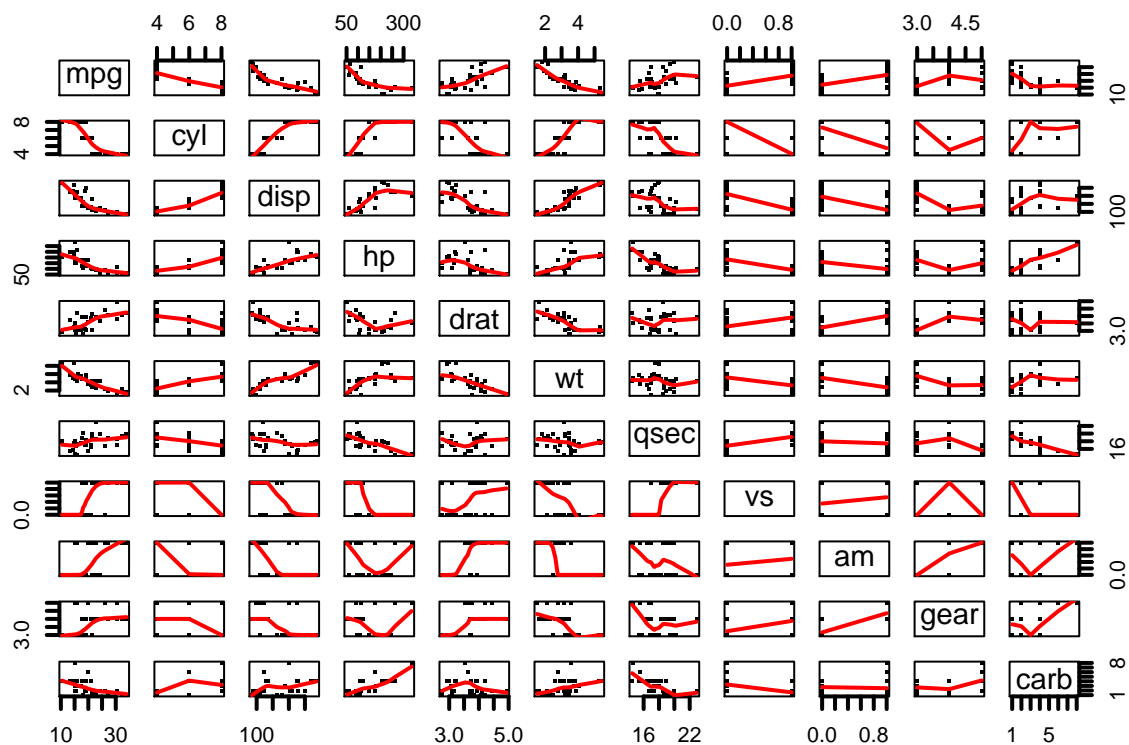 4 6 8 50 300 2 4 0.0 0.8 3.0 4.5
mpg 10
4 8 cyl
disp 100
50 hp
drat 3.0
2 wt
qsec 16
0.0 vs
am 0.0
3.0 gear
carb 1 8
10 30 100 3.0 5.0 16 22 0.0 1.0 1 5